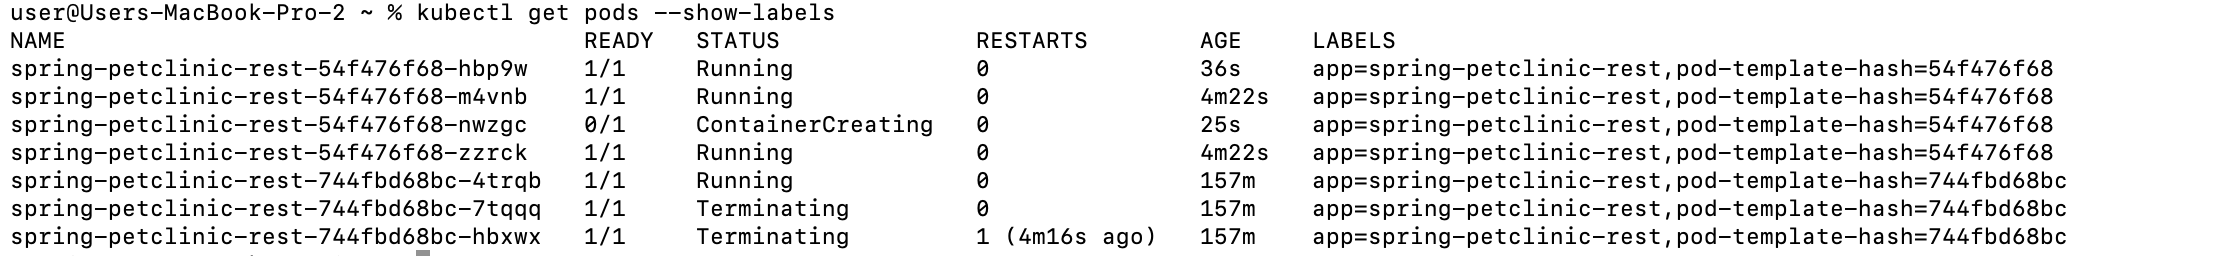 user@Users-MacBook-Pro-2 ~ % kubectl get pods --show-labels
NAME READY STATUS RESTARTS AGE LABELS
spring-petclinic-rest-54f476f68-hbp9w 1/1 Running 0 36s app=spring-petclinic-rest,pod-template-hash=54f476f68
spring-petclinic-rest-54f476f68-m4vnb 1/1 Running 0 4m22s app=spring-petclinic-rest,pod-template-hash=54f476f68
spring-petclinic-rest-54f476f68-nwzgc 0/1 ContainerCreating 0 25s app=spring-petclinic-rest,pod-template-hash=54f476f68
spring-petclinic-rest-54f476f68-zzrck 1/1 Running 0 4m22s app=spring-petclinic-rest,pod-template-hash=54f476f68
spring-petclinic-rest-744fbd68bc-4trqb 1/1 Running 0 157m app=spring-petclinic-rest,pod-template-hash=744fbd68bc
spring-petclinic-rest-744fbd68bc-7tqqq 1/1 Terminating 0 157m app=spring-petclinic-rest,pod-template-hash=744fbd68bc
spring-petclinic-rest-744fbd68bc-hbxwx 1/1 Terminating 1 (4m16s ago) 157m app=spring-petclinic-rest,pod-template-hash=744fbd68bc